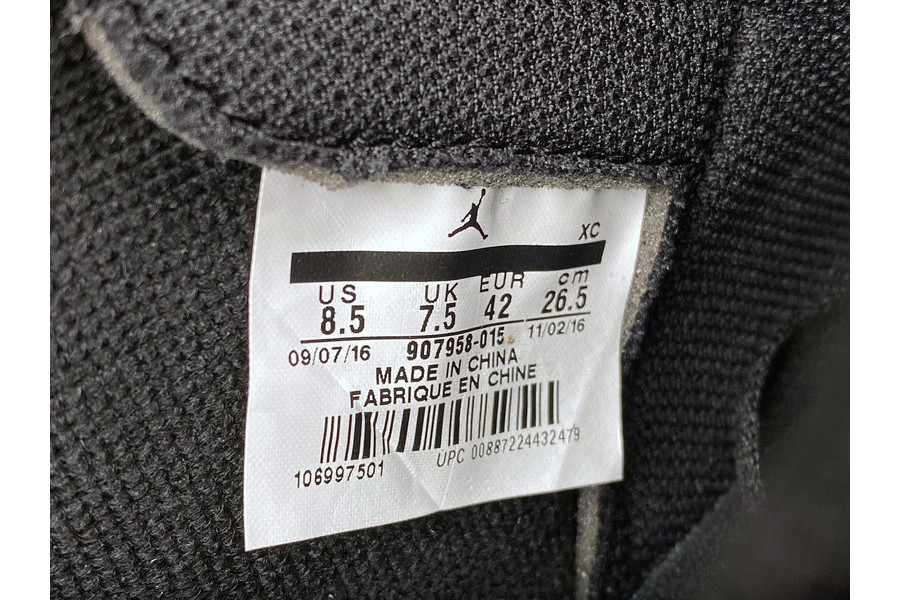 XC
US UK EUR cm
8.5 7.5 42 26.5
09/07/16 907958-015 11/02/16
MADE IN CHINA
FABRIQUE EN CHINE
106997501 UPC 00887224432479